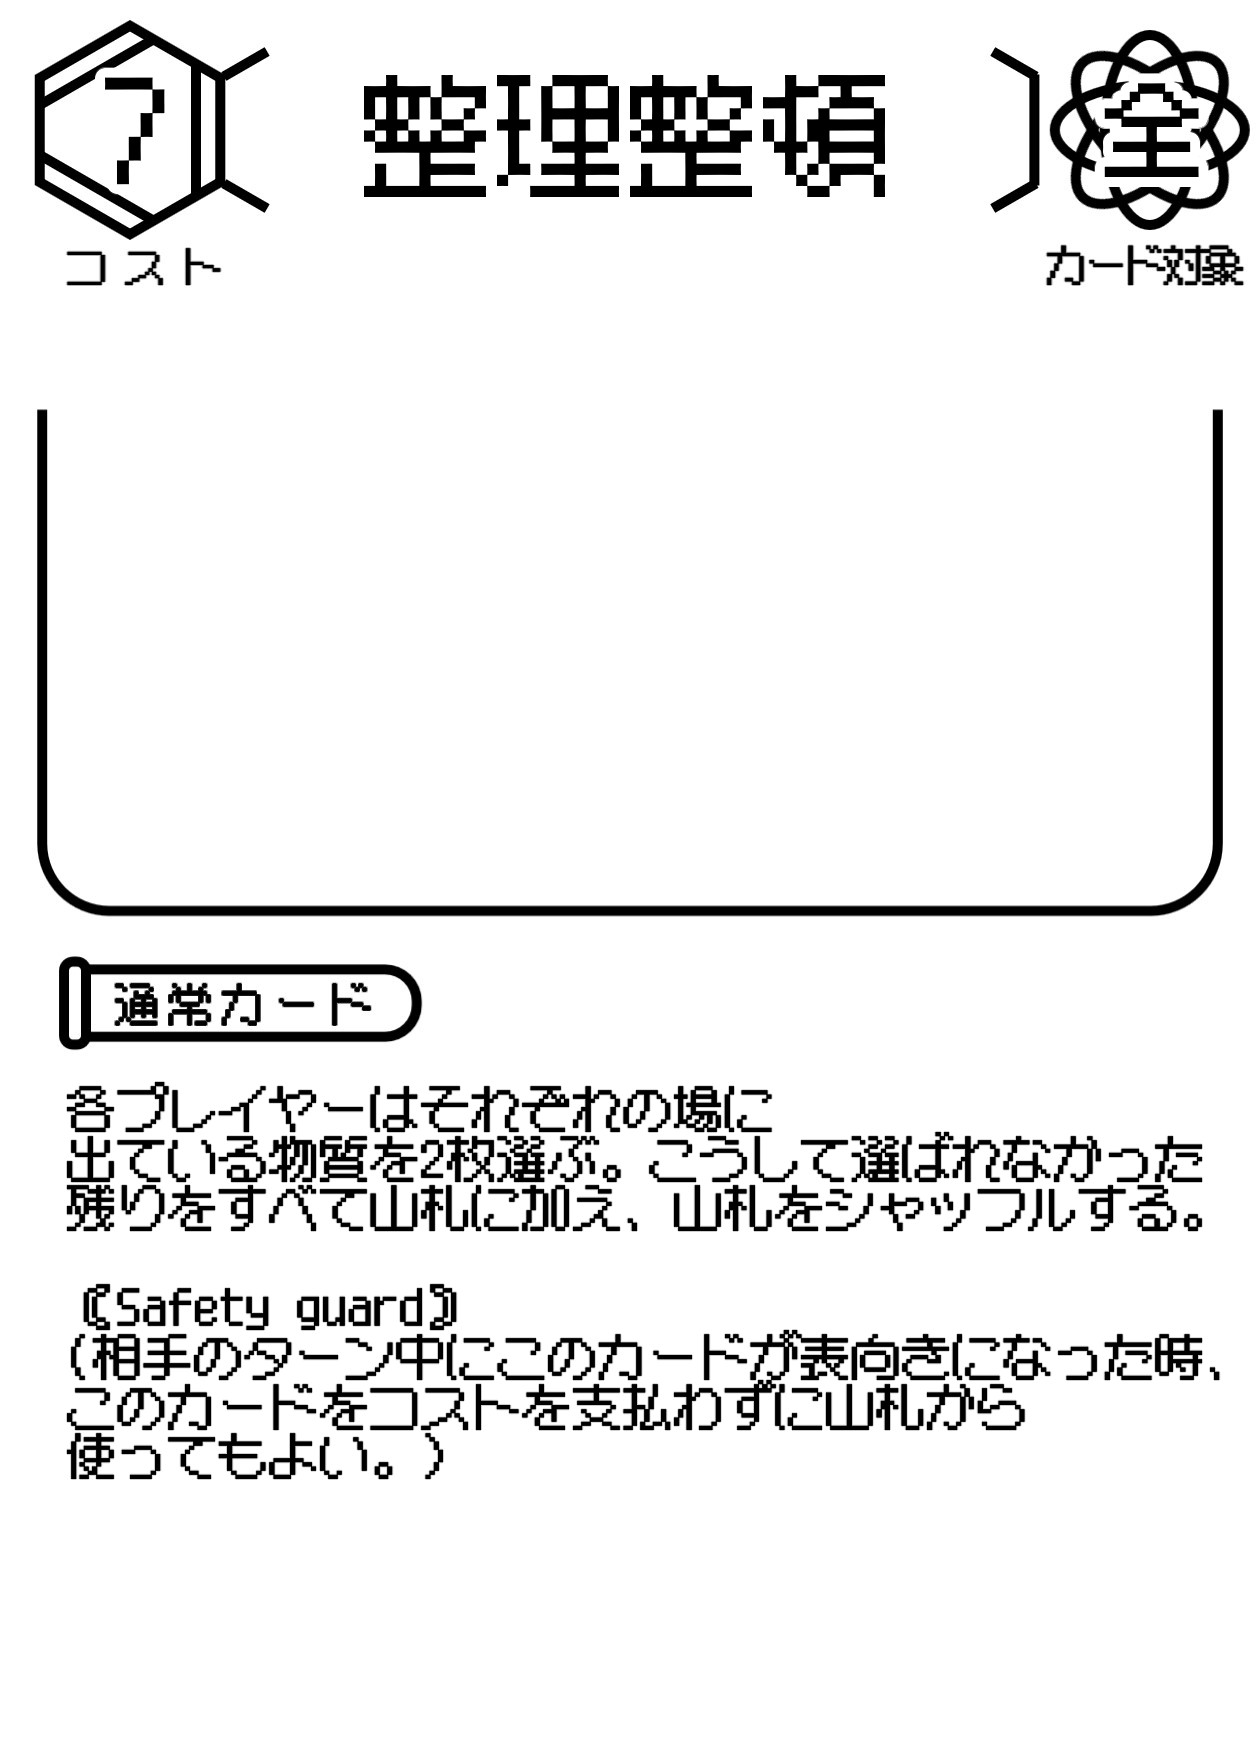 7
整理整頓
全
コスト
カード対象
通常カード
各プレイヤーはそれぞれの場に
出ている物質を2枚選ぶ。こうして選ばれなかった
残りをすべて山札に加え、山札をシャッフルする。
〘Safety guard〙
(相手のターン中にこのカードが表向きになった時、
このカードをコストを支払わずに山札から
使ってもよい。)